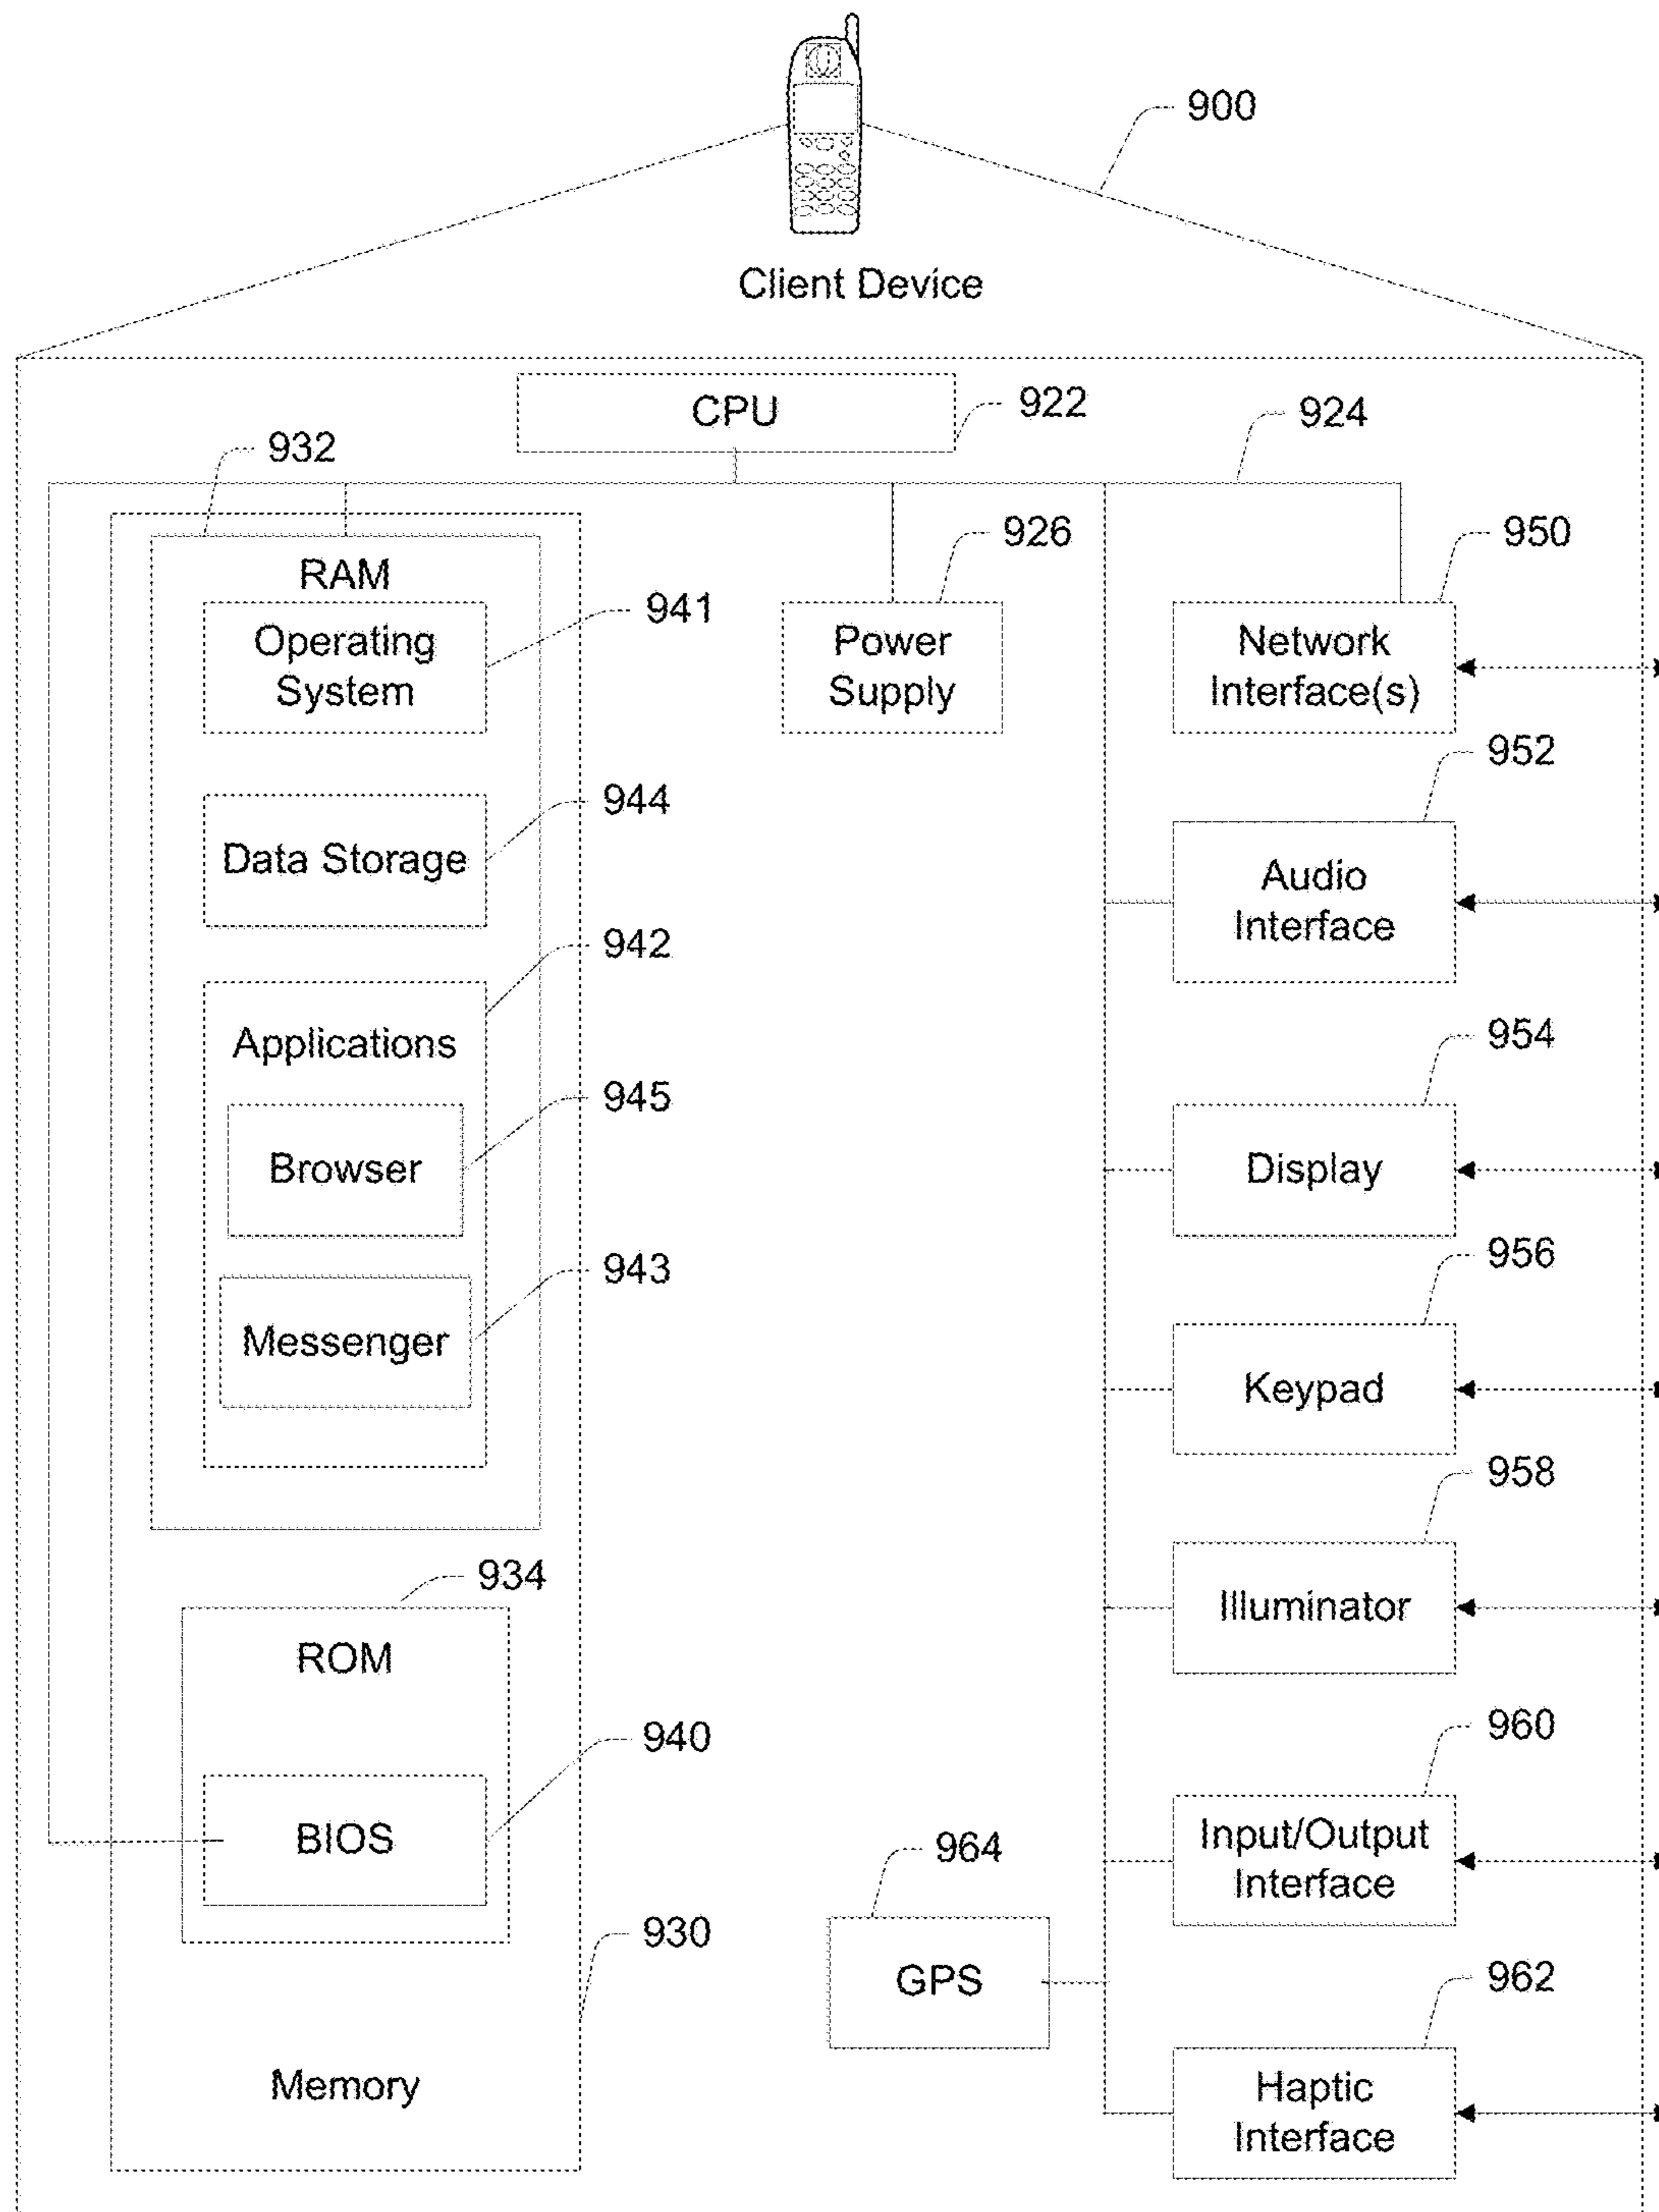 900
Client Device
CPU
922
924
932
926
950
RAM
Operating
System
941
Power
Supply
Network
Interface(s)
952
944
Data Storage
Audio
Interface
942
Applications
954
945
Browser
Display
956
943
Messenger
Keypad
958
934
Illuminator
ROM
960
940
BIOS
Input/Output
Interface
964
930
GPS
962
Memory
Haptic
Interface